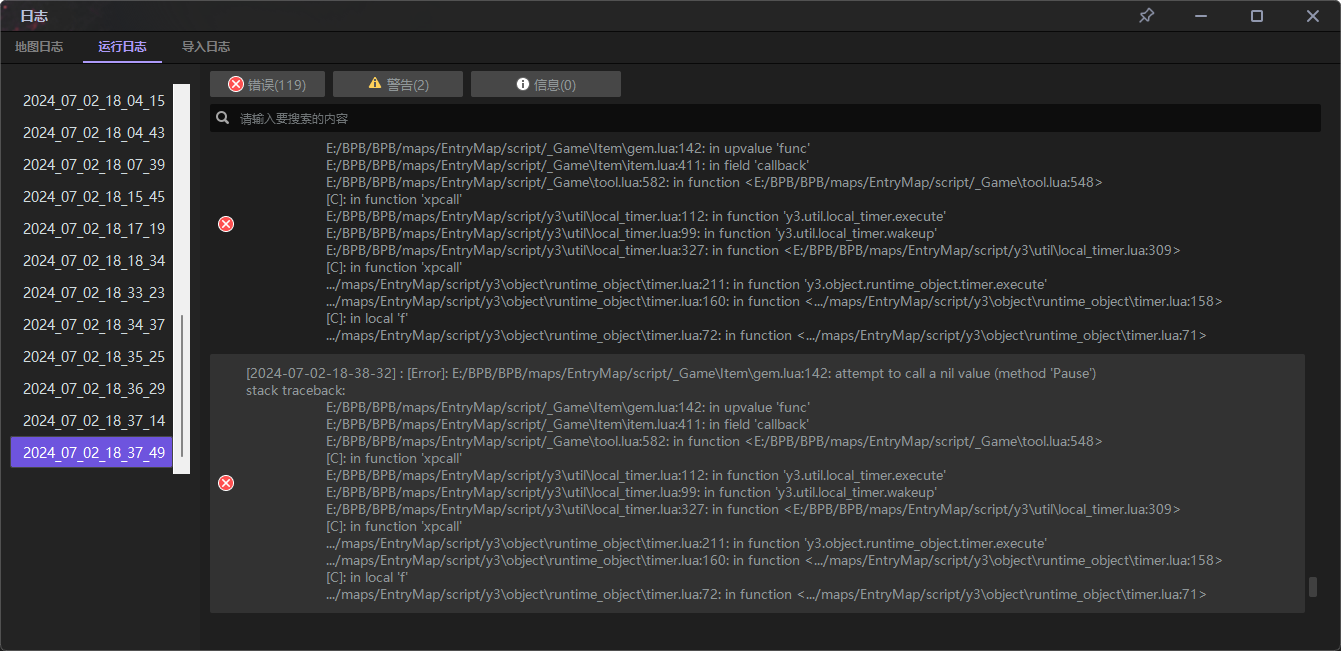 日志
地图日志
运行日志
导入日志
错误(119)
警告(2)
信息(0)
请输入要搜索的内容
2024_07_02_18_04_15
2024_07_02_18_04_43
2024_07_02_18_07_39
2024_07_02_18_15_45
2024_07_02_18_17_19
2024_07_02_18_18_34
2024_07_02_18_33_23
2024_07_02_18_34_37
2024_07_02_18_35_25
2024_07_02_18_36_29
2024_07_02_18_37_14
2024_07_02_18_37_49
E:/BPB/BPB/maps/EntryMap/script/_Game\Item\gem.lua:142: in upvalue 'func'
E:/BPB/BPB/maps/EntryMap/script/_Game\Item\item.lua:411: in field 'callback'
E:/BPB/BPB/maps/EntryMap/script/_Game\tool.lua:582: in function <E:/BPB/BPB/maps/EntryMap/script/_Game\tool.lua:548>
[C]: in function 'xpcall'
E:/BPB/BPB/maps/EntryMap/script/y3\util\local_timer.lua:112: in function 'y3.util.local_timer.execute'
E:/BPB/BPB/maps/EntryMap/script/y3\util\local_timer.lua:99: in function 'y3.util.local_timer.wakeup'
E:/BPB/BPB/maps/EntryMap/script/y3\util\local_timer.lua:327: in function <E:/BPB/BPB/maps/EntryMap/script/y3\util\local_timer.lua:309>
[C]: in function 'xpcall'
.../maps/EntryMap/script/y3\object\runtime_object\timer.lua:211: in function 'y3.object.runtime_object.timer.execute'
.../maps/EntryMap/script/y3\object\runtime_object\timer.lua:160: in function <.../maps/EntryMap/script/y3\object\runtime_object\timer.lua:158>
[C]: in local 'f'
.../maps/EntryMap/script/y3\object\runtime_object\timer.lua:72: in function <.../maps/EntryMap/script/y3\object\runtime_object\timer.lua:71>
[2024-07-02-18-38-32] : [Error]: E:/BPB/BPB/maps/EntryMap/script/_Game\Item\gem.lua:142: attempt to call a nil value (method 'Pause')
stack traceback:
E:/BPB/BPB/maps/EntryMap/script/_Game\Item\gem.lua:142: in upvalue 'func'
E:/BPB/BPB/maps/EntryMap/script/_Game\Item\item.lua:411: in field 'callback'
E:/BPB/BPB/maps/EntryMap/script/_Game\tool.lua:582: in function <E:/BPB/BPB/maps/EntryMap/script/_Game\tool.lua:548>
[C]: in function 'xpcall'
E:/BPB/BPB/maps/EntryMap/script/y3\util\local_timer.lua:112: in function 'y3.util.local_timer.execute'
E:/BPB/BPB/maps/EntryMap/script/y3\util\local_timer.lua:99: in function 'y3.util.local_timer.wakeup'
E:/BPB/BPB/maps/EntryMap/script/y3\util\local_timer.lua:327: in function <E:/BPB/BPB/maps/EntryMap/script/y3\util\local_timer.lua:309>
[C]: in function 'xpcall'
.../maps/EntryMap/script/y3\object\runtime_object\timer.lua:211: in function 'y3.object.runtime_object.timer.execute'
.../maps/EntryMap/script/y3\object\runtime_object\timer.lua:160: in function <.../maps/EntryMap/script/y3\object\runtime_object\timer.lua:158>
[C]: in local 'f'
.../maps/EntryMap/script/y3\object\runtime_object\timer.lua:72: in function <.../maps/EntryMap/script/y3\object\runtime_object\timer.lua:71>